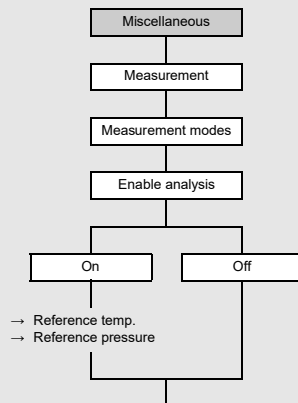 Miscellaneous
Measurement
Measurement modes
Enable analysis
On
Off
→ Reference temp.
→ Reference pressure